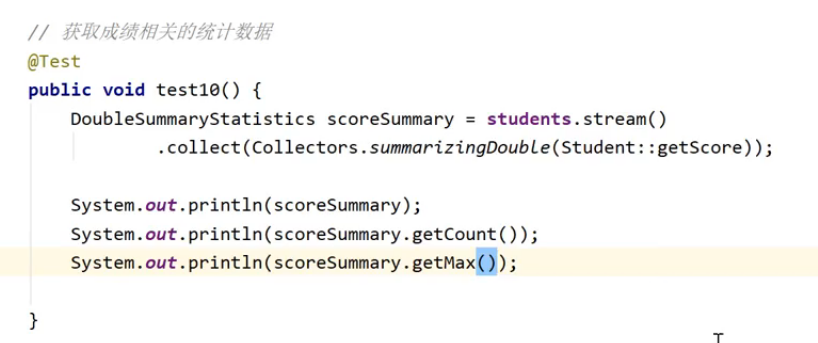 // 获取成绩相关的统计数据
@Test
public void test10() {
DoubleSummaryStatistics scoreSummary = students.stream()
.collect(Collectors.summarizingDouble(Student::getScore));
System.out.println(scoreSummary);
System.out.println(scoreSummary.getCount());
System.out.println(scoreSummary.getMax());
}